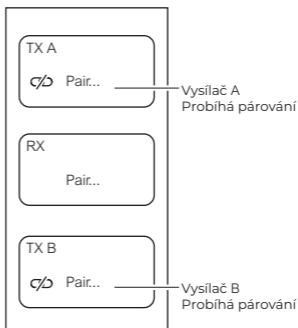 TX A
Pair...
Vysílač A
Probíhá párování
RX
Pair...
TX B
Pair...
Vysílač B
Probíhá párování